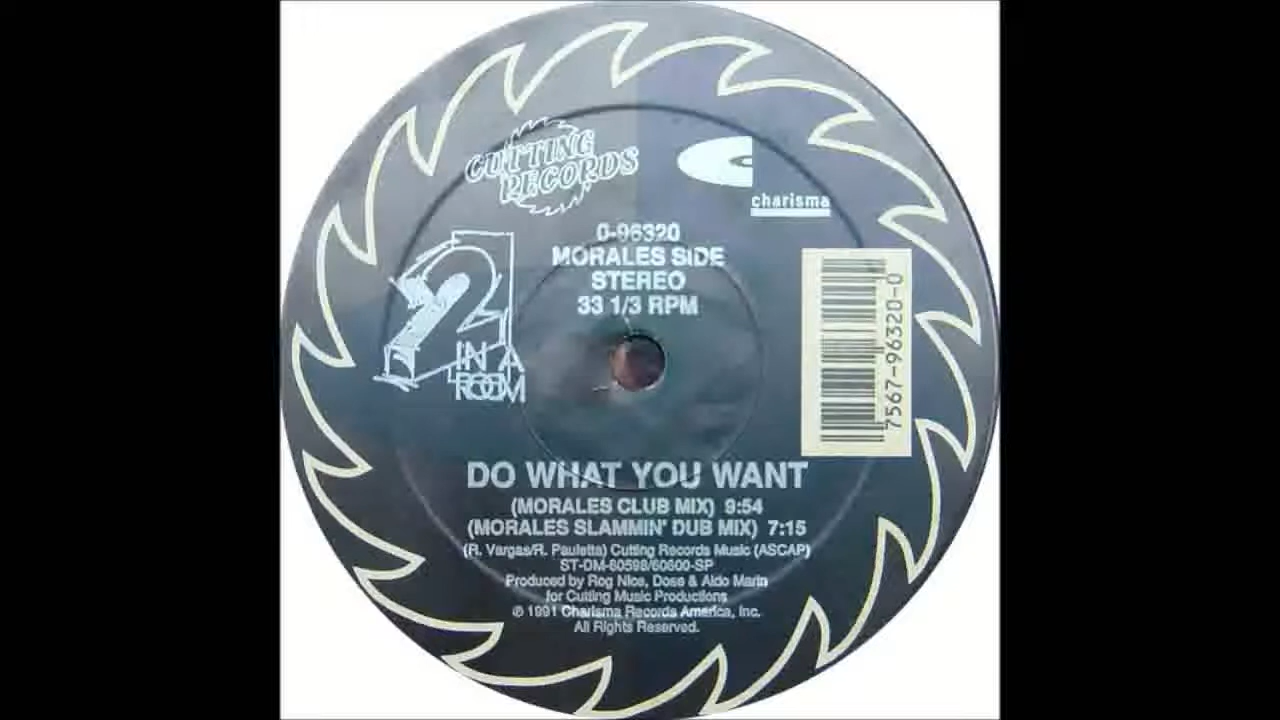 CUTTING
RECORDS
charisma
0-96320
MORALES SIDE
STEREO
33 1/3 RPM
2
IN A
ROOM
7567-96320-0
DO WHAT YOU WANT
(MORALES CLUB MIX) 9:54
(MORALES SLAMMIN' DUB MIX) 7:15
(R. Vargas/R. Pauletta) Cutting Records Music (ASCAP)
ST-DM-60598/60600-SP
Produced by Rog Nice, Dose & Aldo Marin
for Cutting Music Productions
℗ 1991 Charisma Records America, Inc.
All Rights Reserved.